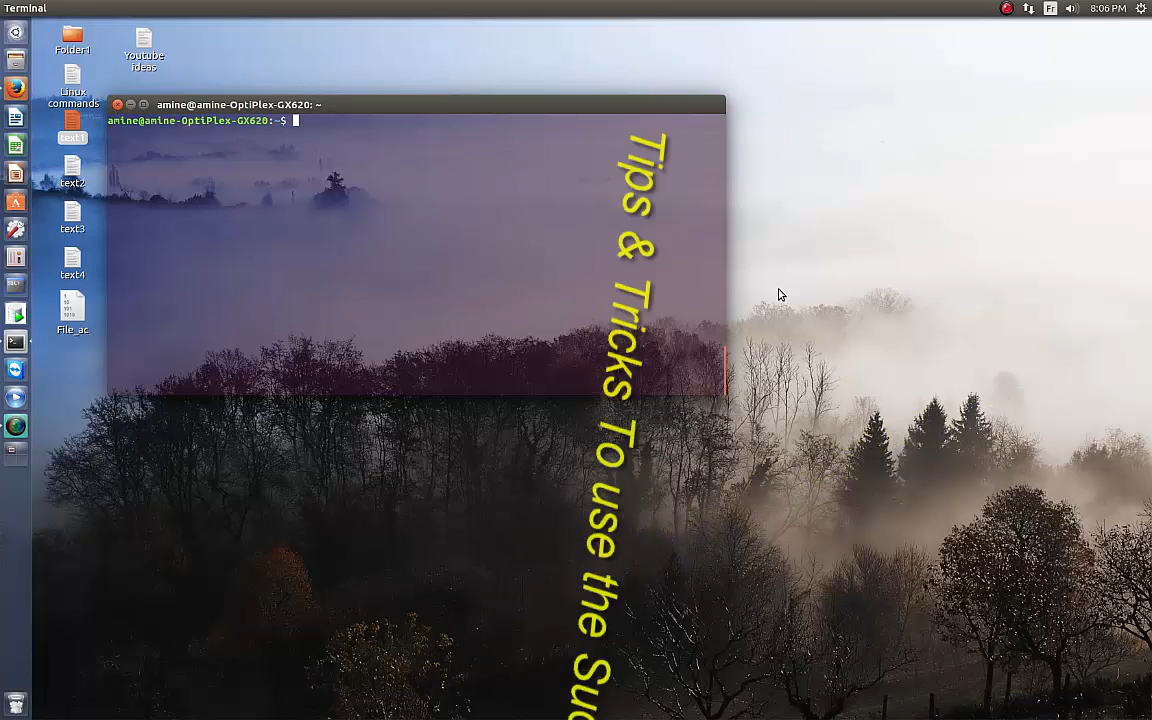 Terminal
Fr
8:06 PM
Folder1
Youtube
ideas
Linux
commands
text1
text2
text3
text4
File_ac
amine@amine-OptiPlex-GX620: ~
amine@amine-OptiPlex-GX620:~$
Tips & Tricks To use the